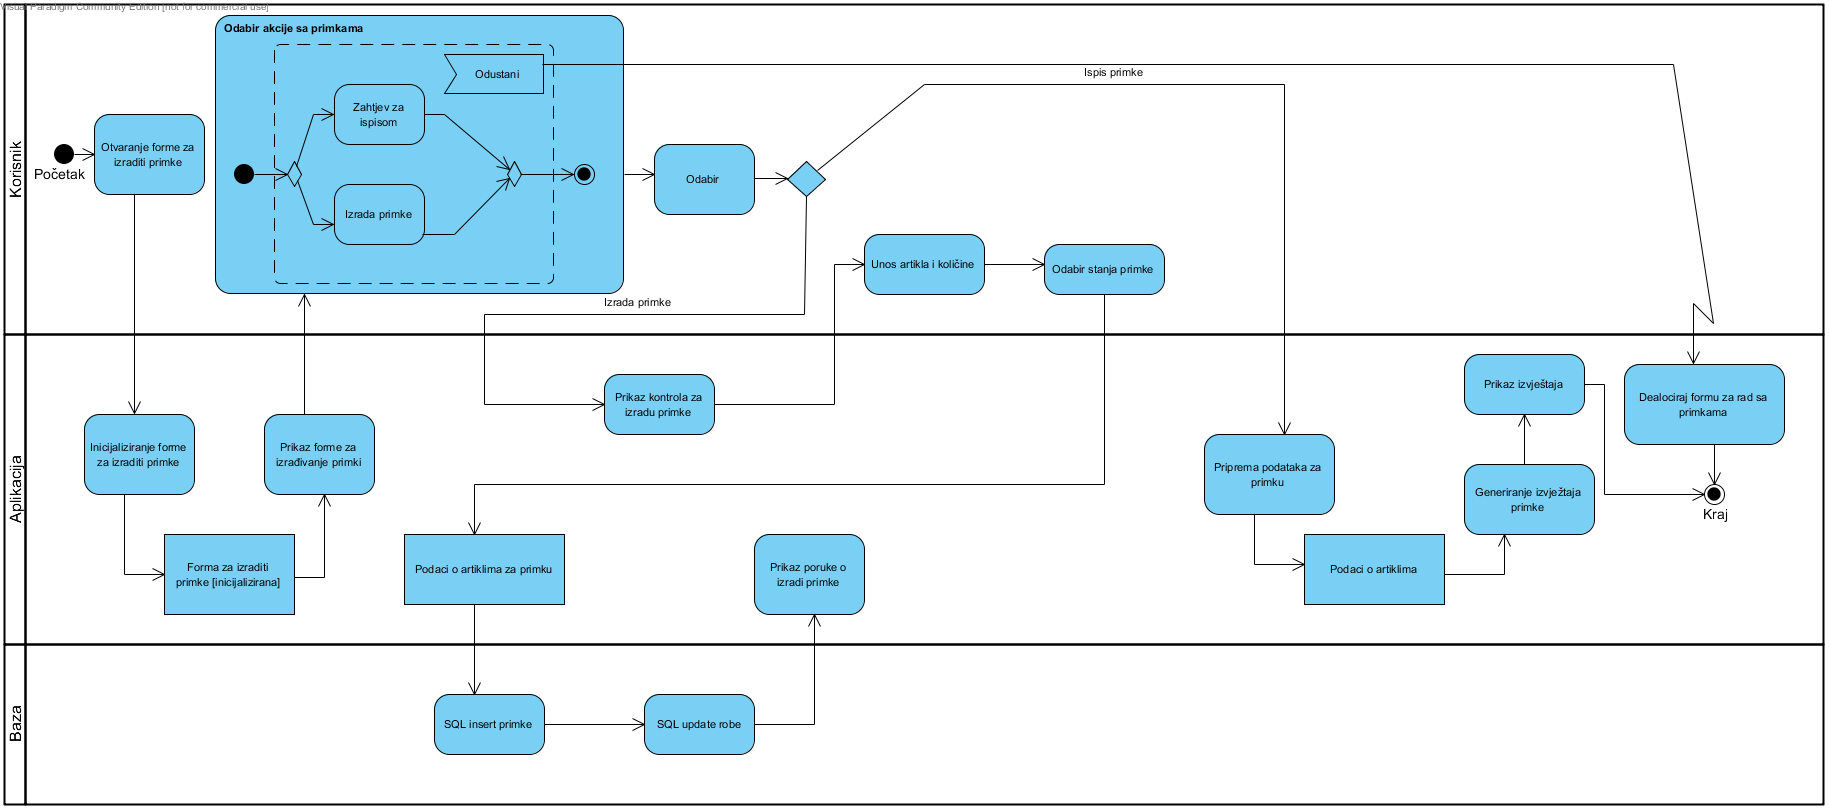 Visual Paradigm Community Edition [not for commercial use]
Korisnik
Početak
Otvaranje forme za
izraditi primke
Odabir akcije sa primkama
Odustani
Zahtjev za
ispisom
Izrada primke
Odabir
Ispis primke
Izrada primke
Unos artikla i količine
Odabir stanja primke
Aplikacija
Inicijaliziranje forme
za izraditi primke
Forma za izraditi
primke [inicijalizirana]
Prikaz forme za
izrađivanje primki
Prikaz kontrola za
izradu primke
Podaci o artiklima za primku
Prikaz poruke o
izradi primke
Priprema podataka za
primku
Podaci o artiklima
Generiranje izvježtaja
primke
Prikaz izvještaja
Dealociraj formu za rad sa
primkama
Kraj
Baza
SQL insert primke
SQL update robe